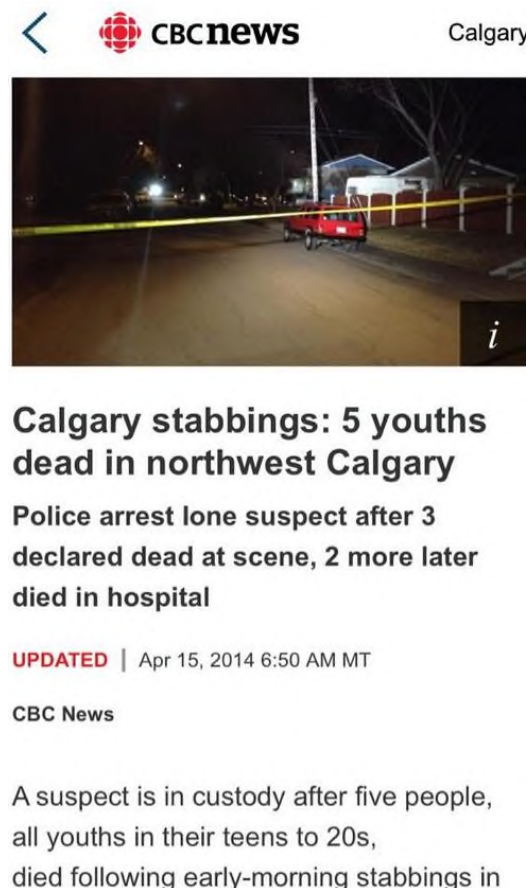 CBCnews
Calgary
i
Calgary stabbings: 5 youths
dead in northwest Calgary
Police arrest lone suspect after 3
declared dead at scene, 2 more later
died in hospital
UPDATED | Apr 15, 2014 6:50 AM MT
CBC News
A suspect is in custody after five people,
all youths in their teens to 20s,
died following early-morning stabbings in